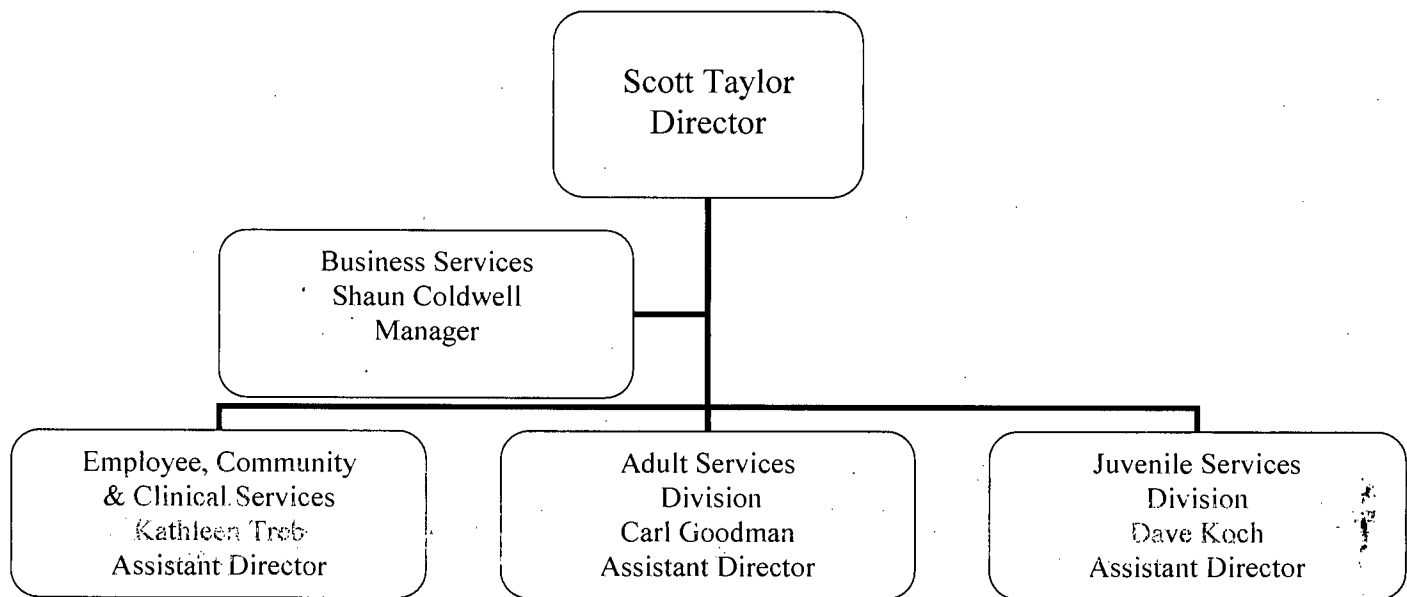 Scott Taylor
Director
Business Services
Shaun Coldwell
Manager
Employee, Community
& Clinical Services
Kathleen Treb
Assistant Director
Adult Services
Division
Carl Goodman
Assistant Director
Juvenile Services
Division
Dave Koch
Assistant Director